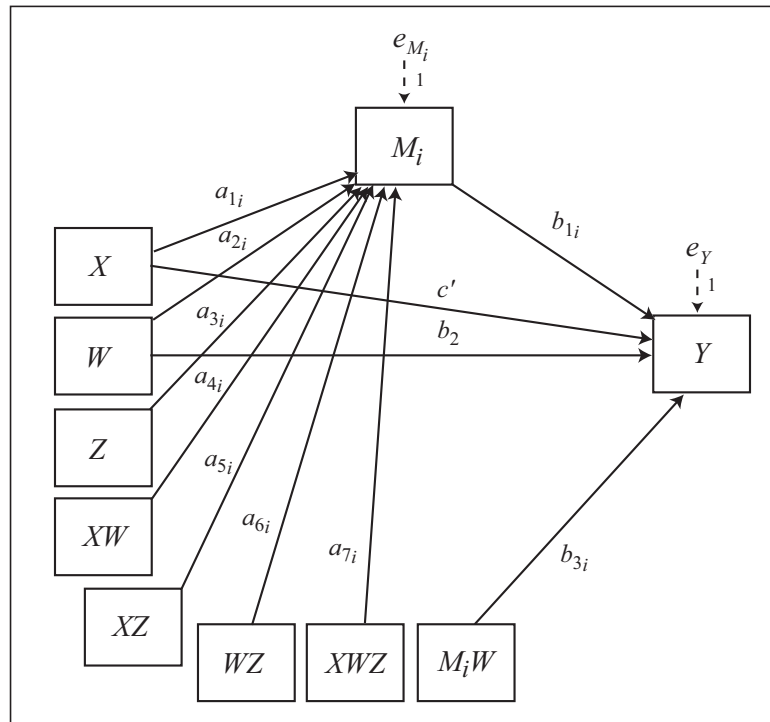 e_{M_i}
1
M_i
a_{1i}
a_{2i}
b_{1i}
X
e_Y
1
c'
a_{3i}
b_2
W
Y
a_{4i}
Z
a_{5i}
XW
a_{6i}
a_{7i}
b_{3i}
XZ
WZ
XWZ
M_iW